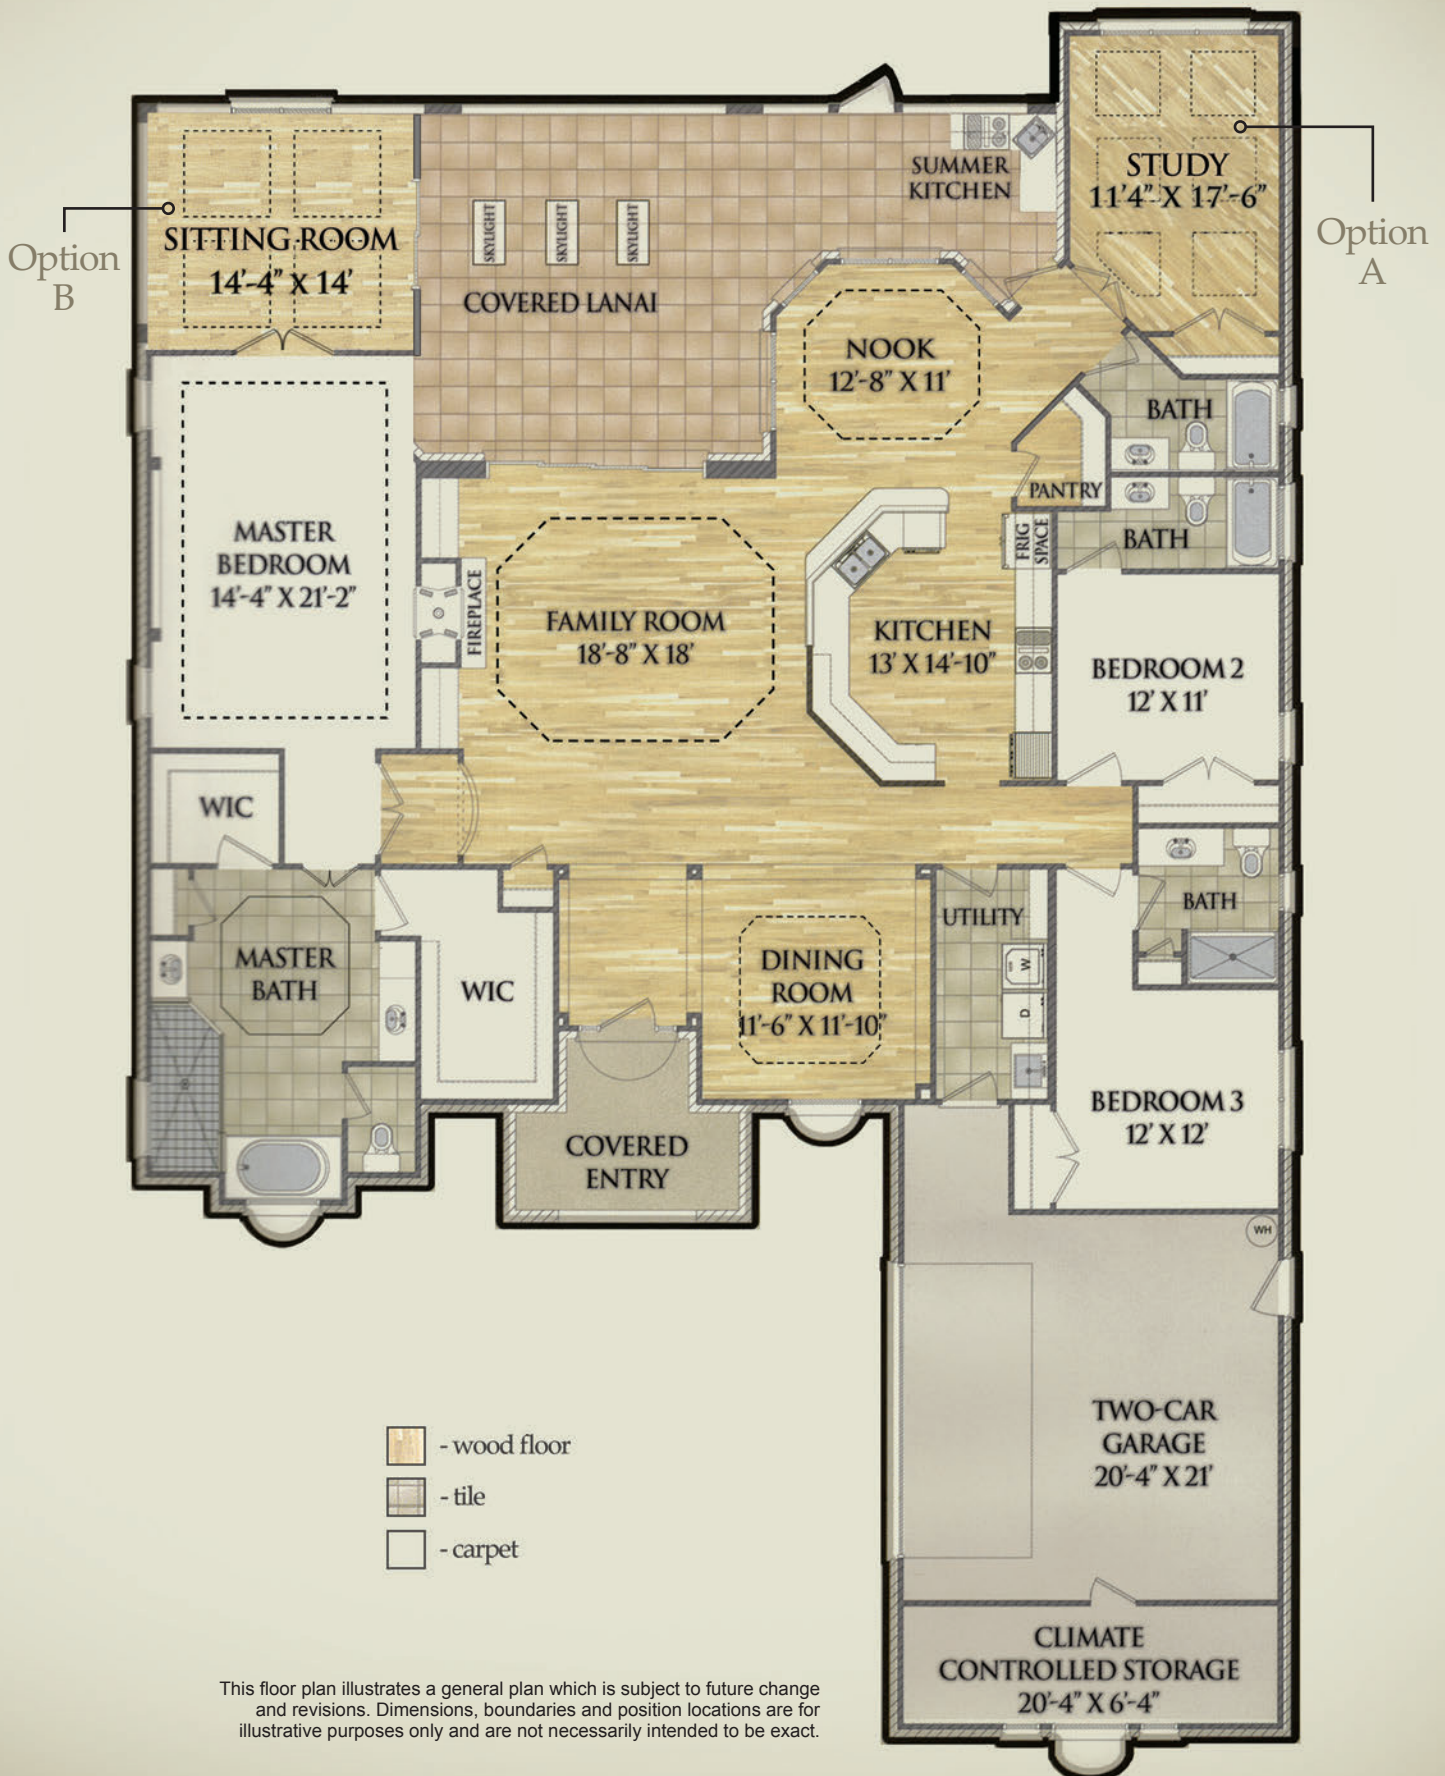 SUMMER
KITCHEN
STUDY
11'4" X 17'-6"
Option
A
Option
B
SITTING ROOM
14'-4" X 14'
SKYLIGHT
SKYLIGHT
SKYLIGHT
COVERED LANAI
NOOK
12'-8" X 11'
BATH
PANTRY
MASTER
BEDROOM
14'-4" X 21'-2"
FRIG
SPACE
BATH
FIREPLACE
FAMILY ROOM
18'-8" X 18'
KITCHEN
13' X 14'-10"
BEDROOM 2
12' X 11'
WIC
UTILITY
BATH
MASTER
BATH
WIC
DINING
ROOM
11'-6" X 11'-10"
W
D
COVERED
ENTRY
BEDROOM 3
12' X 12'
WH
TWO-CAR
GARAGE
20'-4" X 21'
- wood floor
- tile
- carpet
CLIMATE
CONTROLLED STORAGE
20'-4" X 6'-4"
This floor plan illustrates a general plan which is subject to future change
and revisions. Dimensions, boundaries and position locations are for
illustrative purposes only and are not necessarily intended to be exact.